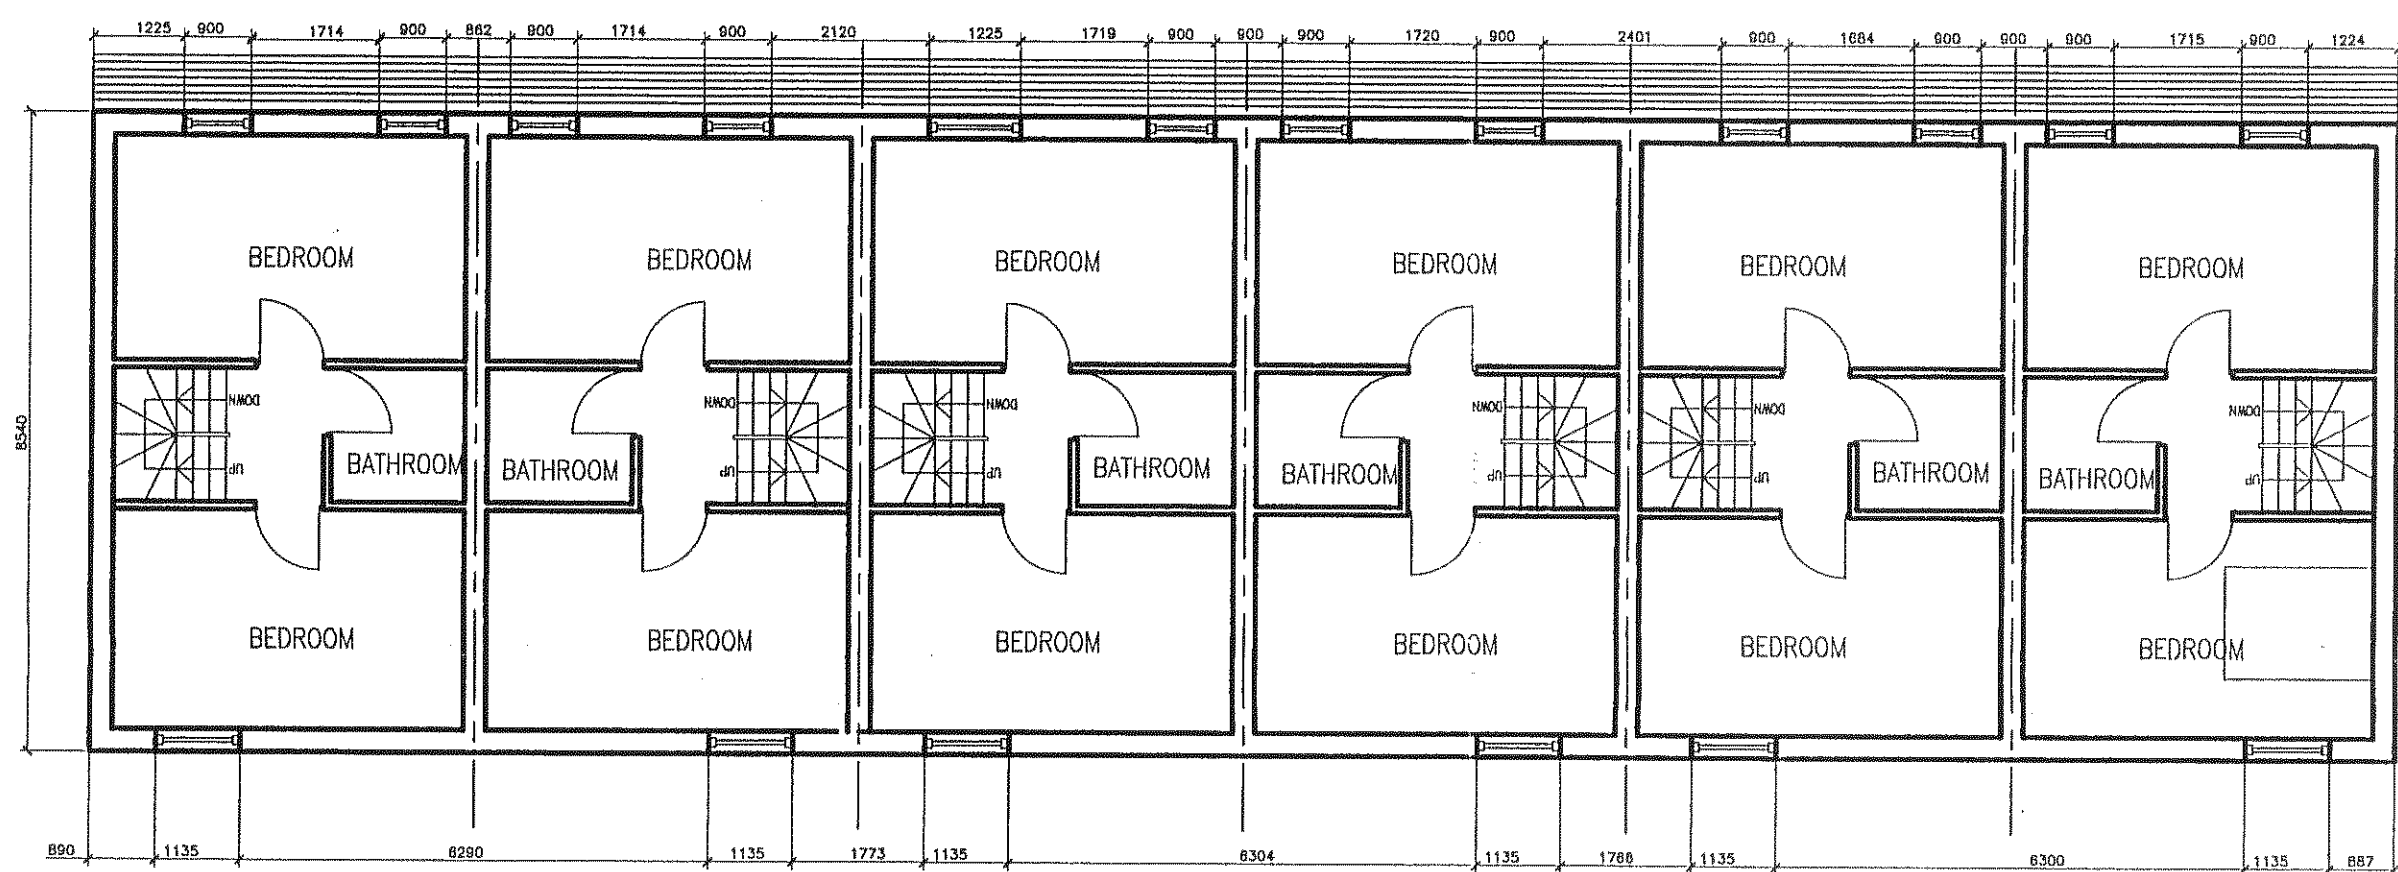 1225 900 1714 900 862 900 1714 900 2120 1225 1719 900 900 900 1720 900 2401 900 1684 900 900 900 1715 900 1224
BEDROOM BEDROOM BEDROOM BEDROOM BEDROOM BEDROOM
DOWN DOWN DOWN DOWN DOWN DOWN
8540
UP UP UP UP UP UP
BATHROOM BATHROOM BATHROOM BATHROOM BATHROOM BATHROOM
BEDROOM BEDROOM BEDROOM BEDROOM BEDROOM BEDROOM
890 1135 6290 1135 1773 1135 6304 1135 1766 1135 6300 1135 887